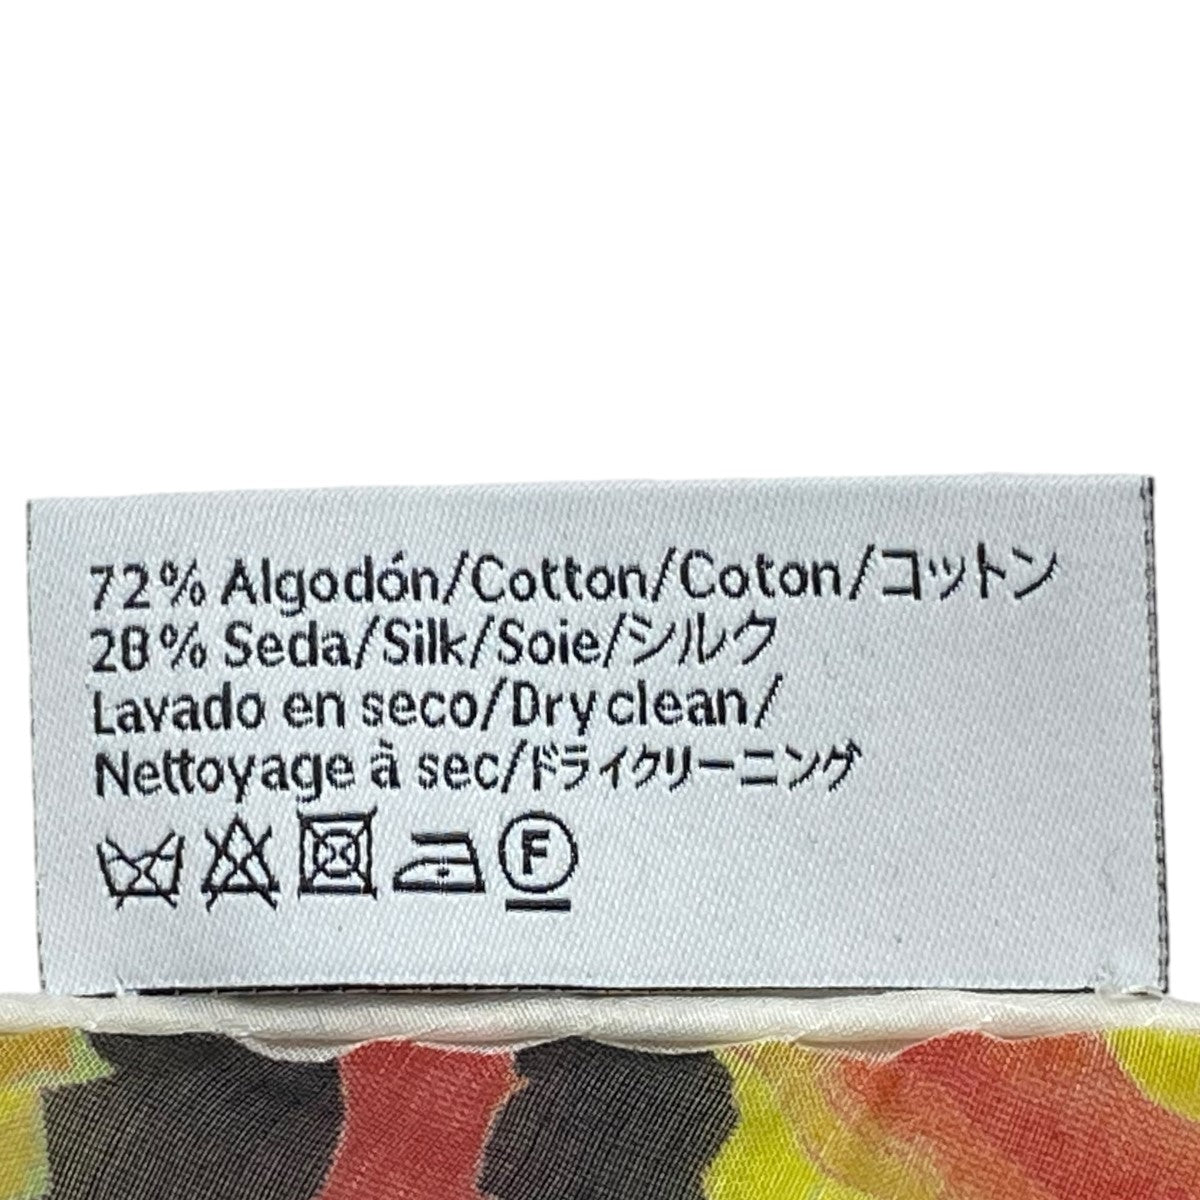 72% Algodón/Cotton/Coton/コットン
28% Seda/Silk/Soie/シルク
Lavado en seco/Dry clean/
Nettoyage à sec/ドライクリーニング
F